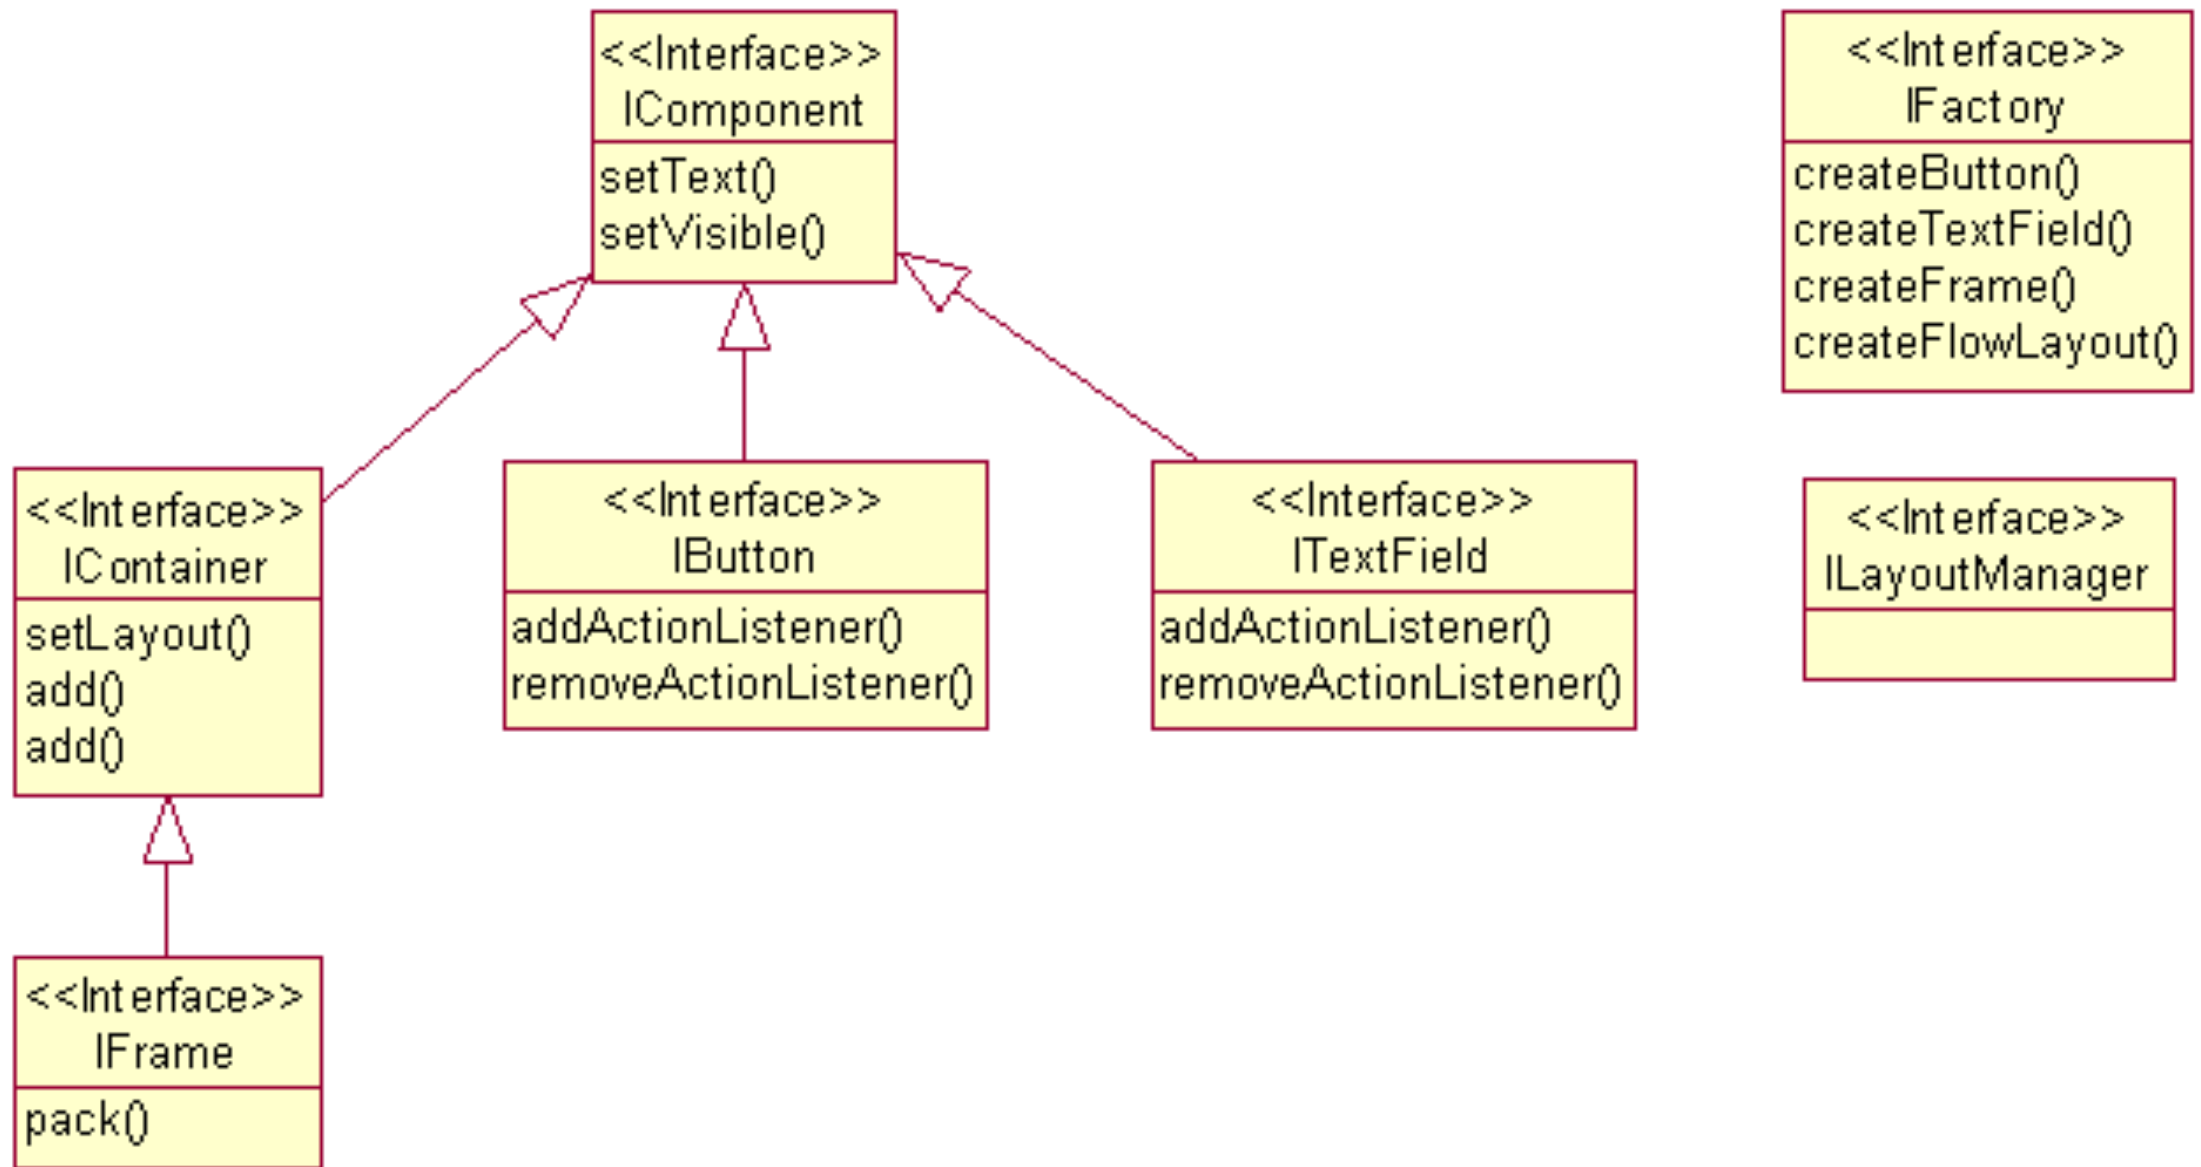 <<Interface>>
IComponent
setText()
setVisible()
<<Interface>>
IFactory
createButton()
createTextField()
createFrame()
createFlowLayout()
<<Interface>>
IContainer
setLayout()
add()
add()
<<Interface>>
IButton
addActionListener()
removeActionListener()
<<Interface>>
ITextField
addActionListener()
removeActionListener()
<<Interface>>
ILayoutManager
<<Interface>>
IFrame
pack()